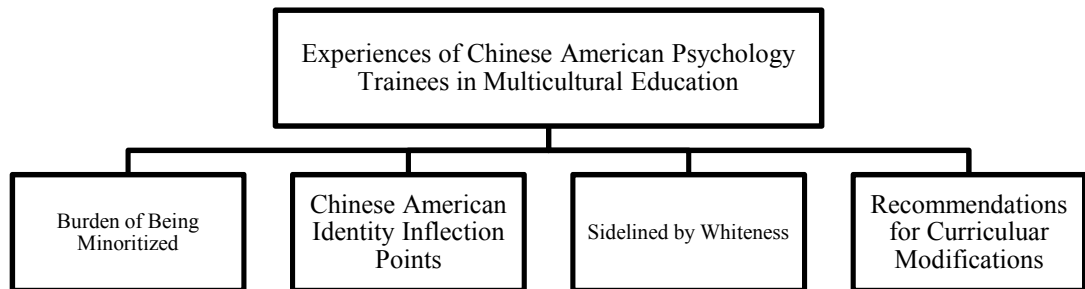 Experiences of Chinese American Psychology
Trainees in Multicultural Education
Burden of Being
Minoritized
Chinese American
Identity Inflection
Points
Sidelined by Whiteness
Recommendations
for Curriculuar
Modifications